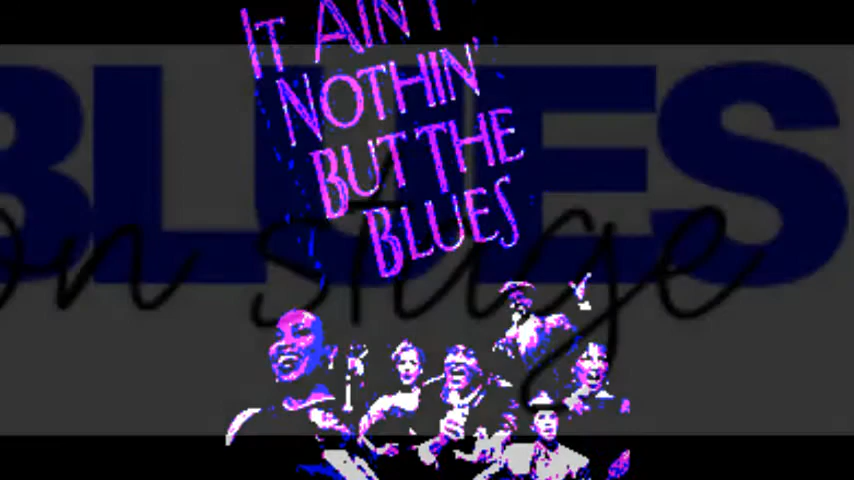 IT AIN'T
NOTHIN'
BUT THE
BLUES
BLUES
on stage